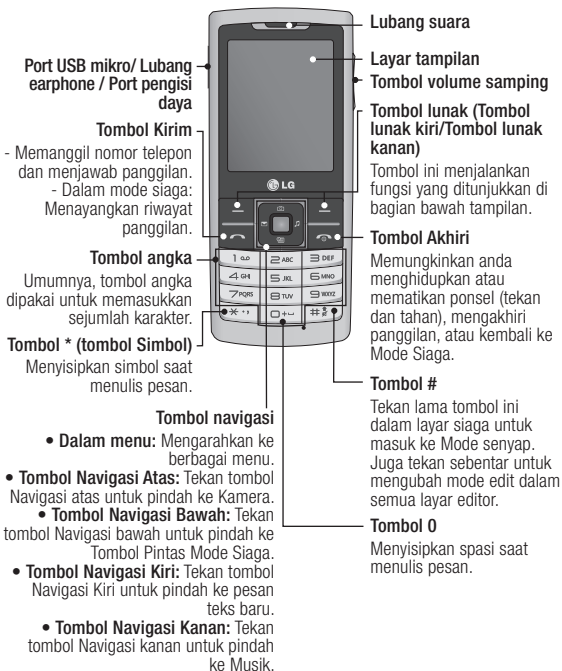 Port USB mikro/ Lubang
earphone / Port pengisi
daya
Tombol Kirim
- Memanggil nomor telepon
dan menjawab panggilan.
- Dalam mode siaga:
Menayangkan riwayat
panggilan.
Tombol angka
Umumnya, tombol angka
dipakai untuk memasukkan
sejumlah karakter.
Tombol * (tombol Simbol)
Menyisipkan simbol saat
menulis pesan.
Tombol navigasi
• Dalam menu: Mengarahkan ke
berbagai menu.
• Tombol Navigasi Atas: Tekan tombol
Navigasi atas untuk pindah ke Kamera.
• Tombol Navigasi Bawah: Tekan
tombol Navigasi bawah untuk pindah ke
Tombol Pintas Mode Siaga.
• Tombol Navigasi Kiri: Tekan tombol
Navigasi Kiri untuk pindah ke pesan
teks baru.
• Tombol Navigasi Kanan: Tekan
tombol Navigasi kanan untuk pindah
ke Musik.
LG
1
2 ABC
3 DEF
4 GHI
5 JKL
6 MNO
7 PQRS
8 TUV
9 WXYZ
*
0 +
#
Lubang suara
Layar tampilan
Tombol volume samping
Tombol lunak (Tombol
lunak kiri/Tombol lunak
kanan)
Tombol ini menjalankan
fungsi yang ditunjukkan di
bagian bawah tampilan.
Tombol Akhiri
Memungkinkan anda
menghidupkan atau
mematikan ponsel (tekan
dan tahan), mengakhiri
panggilan, atau kembali ke
Mode Siaga.
Tombol #
Tekan lama tombol ini
dalam layar siaga untuk
masuk ke Mode senyap.
Juga tekan sebentar untuk
mengubah mode edit dalam
semua layar editor.
Tombol 0
Menyisipkan spasi saat
menulis pesan.